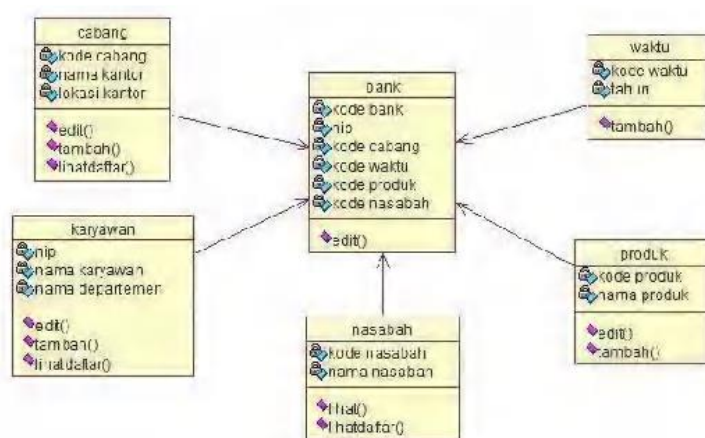 cabang
kode cabang
nama kantor
lokasi kantor
edit()
tambah()
lihatdaftar()
bank
kode bank
nip
kode cabang
kode waktu
kode produk
kode nasabah
edit()
waktu
kode waktu
tahun
tambah()
karyawan
nip
nama karyawan
nama departemen
edit()
tambah()
lihatdaftar()
nasabah
kode nasabah
nama nasabah
lihat()
lihatdaftar()
produk
kode produk
nama produk
edit()
tambah()